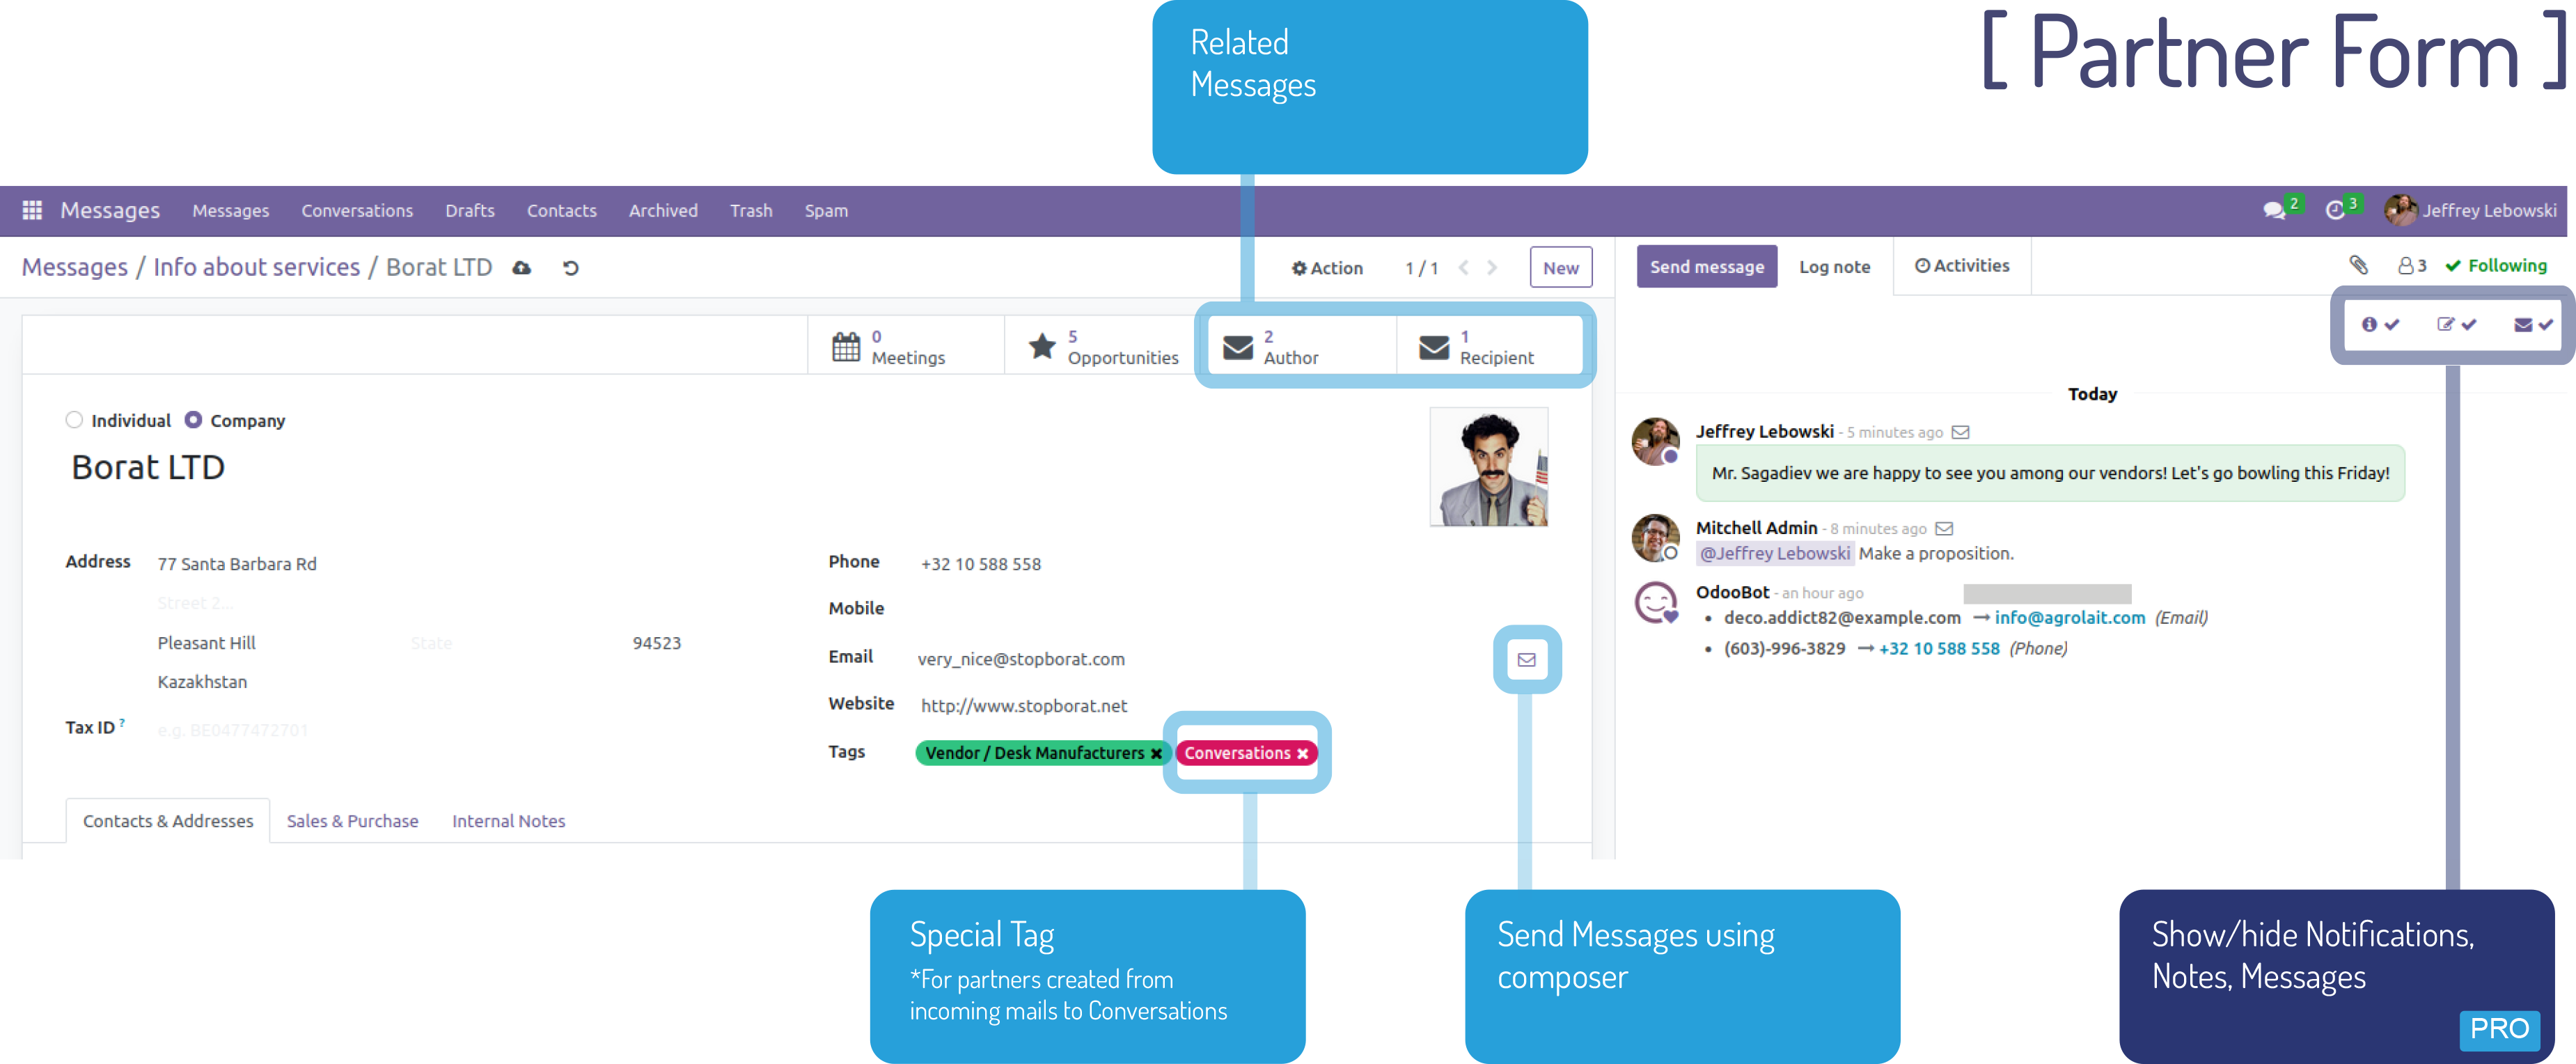 Related
Messages
[ Partner Form ]
Messages Messages Conversations Drafts Contacts Archived Trash Spam 2 3 Jeffrey Lebowski
Messages / Info about services / Borat LTD Action 1 / 1 New Send message Log note Activities 3 Following
0 Meetings
5 Opportunities
2 Author
1 Recipient
Individual Company
Borat LTD
Address 77 Santa Barbara Rd
Street 2...
Pleasant Hill State 94523
Kazakhstan
Tax ID ? e.g. BE0477472701
Phone +32 10 588 558
Mobile
Email very_nice@stopborat.com
Website http://www.stopborat.net
Tags Vendor / Desk Manufacturers × Conversations ×
Contacts & Addresses Sales & Purchase Internal Notes
Today
Jeffrey Lebowski - 5 minutes ago
Mr. Sagadiev we are happy to see you among our vendors! Let's go bowling this Friday!
Mitchell Admin - 8 minutes ago
@Jeffrey Lebowski Make a proposition.
OdooBot - an hour ago
• deco.addict82@example.com → info@agrolait.com (Email)
• (603)-996-3829 → +32 10 588 558 (Phone)
Special Tag
*For partners created from
incoming mails to Conversations
Send Messages using
composer
Show/hide Notifications,
Notes, Messages
PRO